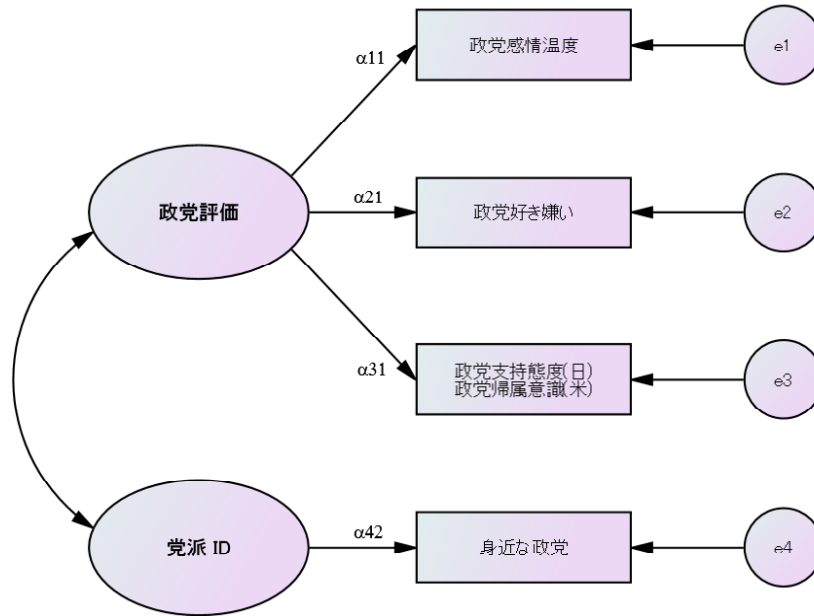 α11
政党感情温度
e1
政党評価
α21
政党好き嫌い
e2
α31
政党支持態度(日)
政党帰属意識(米)
e3
党派 ID
α42
身近な政党
e4